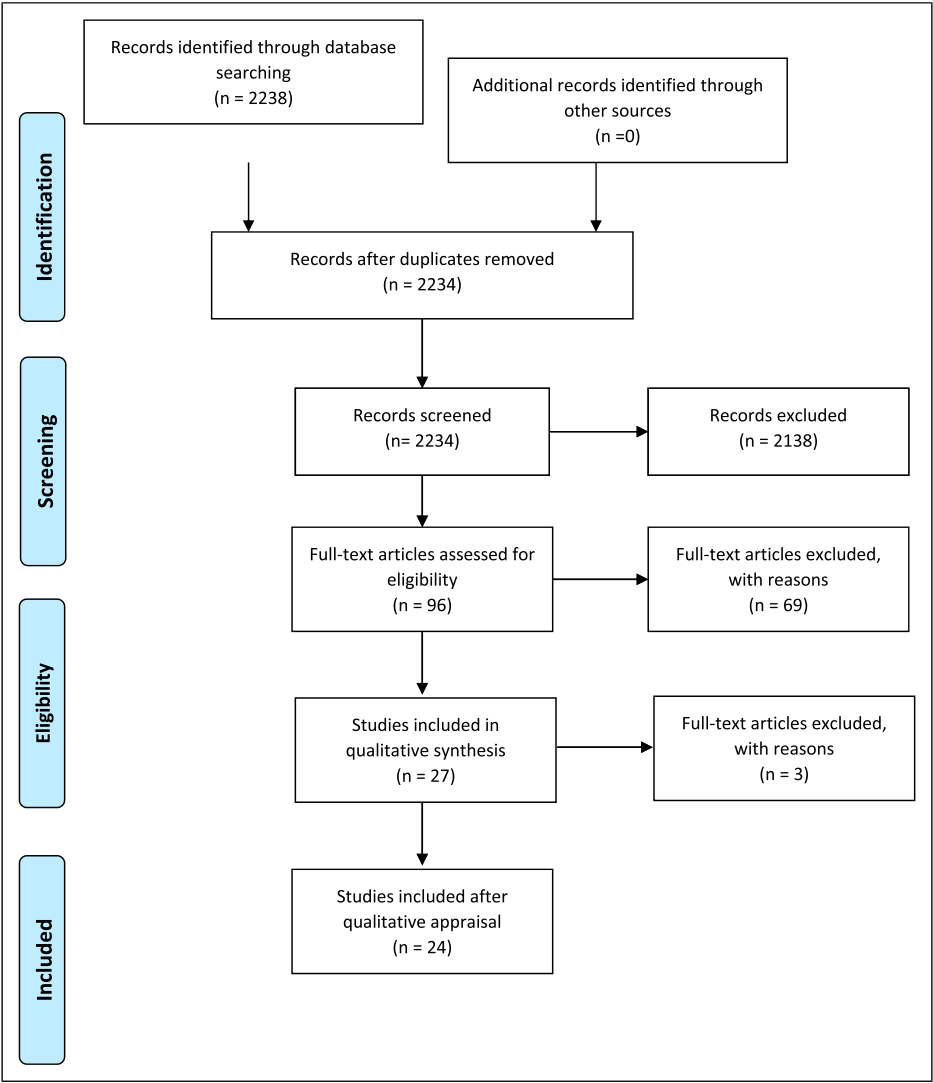 Records identified through database
searching
(n = 2238)
Additional records identified through
other sources
(n =0)
Identification
Records after duplicates removed
(n = 2234)
Screening
Records screened
(n= 2234)
Records excluded
(n = 2138)
Full-text articles assessed for
eligibility
(n = 96)
Full-text articles excluded,
with reasons
(n = 69)
Eligibility
Studies included in
qualitative synthesis
(n = 27)
Full-text articles excluded,
with reasons
(n = 3)
Included
Studies included after
qualitative appraisal
(n = 24)